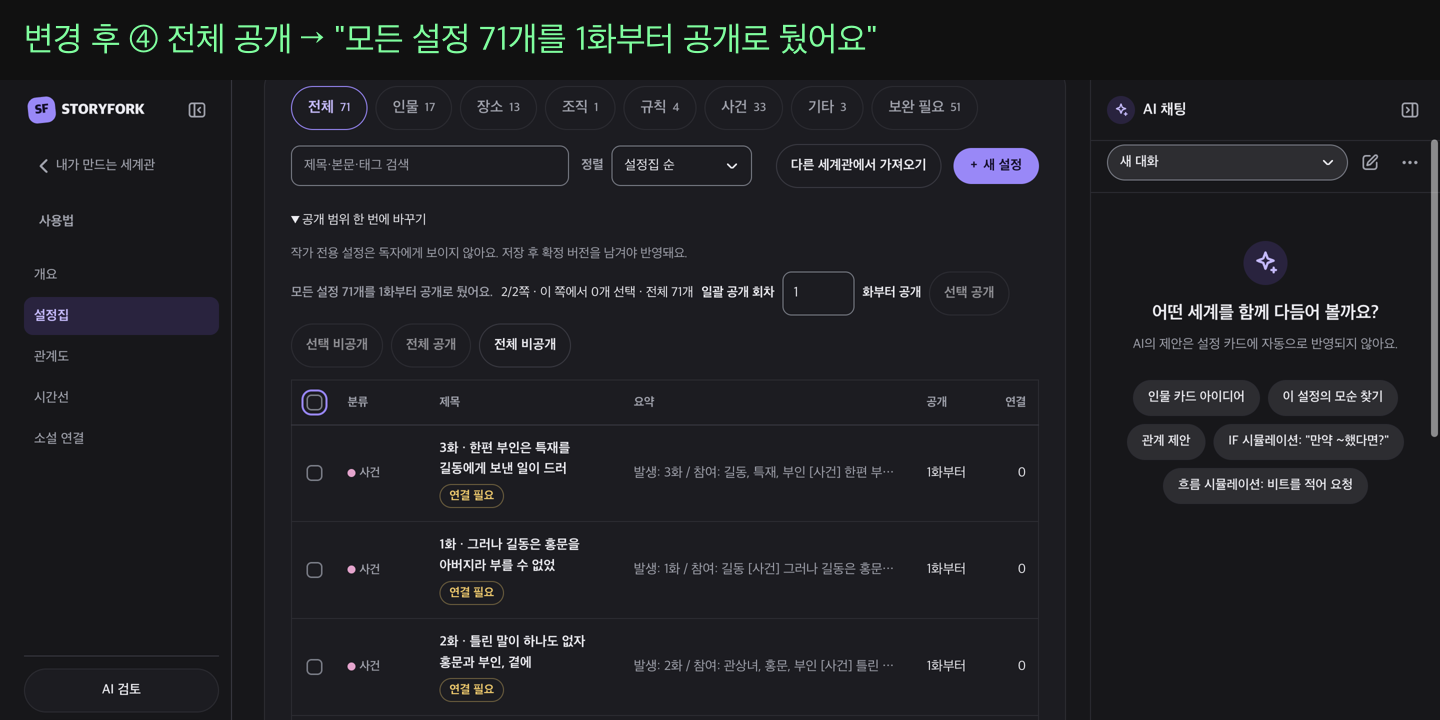 변경 후 ④ 전체 공개 → "모든 설정 71개를 1화부터 공개로 뒀어요"
SF STORYFORK
내가 만드는 세계관
사용법
개요
설정집
관계도
시간선
소설 연결
AI 검토
전체 71 인물 17 장소 13 조직 1 규칙 4 사건 33 기타 3 보완 필요 51
제목·본문·태그 검색 정렬 설정집 순 다른 세계관에서 가져오기 + 새 설정
▼ 공개 범위 한 번에 바꾸기
작가 전용 설정은 독자에게 보이지 않아요. 저장 후 확정 버전을 남겨야 반영돼요.
모든 설정 71개를 1화부터 공개로 뒀어요. 2/2쪽 · 이 쪽에서 0개 선택 · 전체 71개 일괄 공개 회차 1 화부터 공개 선택 공개
선택 비공개 전체 공개 전체 비공개
분류 제목 요약 공개 연결
3화 · 한편 부인은 특재를
길동에게 보낸 일이 드러
사건 발생: 3화 / 참여: 길동, 특재, 부인 [사건] 한편 부… 1화부터 0
연결 필요
1화 · 그러나 길동은 홍문을
아버지라 부를 수 없었
사건 발생: 1화 / 참여: 길동 [사건] 그러나 길동은 홍문… 1화부터 0
연결 필요
2화 · 틀린 말이 하나도 없자
홍문과 부인, 곁에
사건 발생: 2화 / 참여: 관상녀, 홍문, 부인 [사건] 틀린 … 1화부터 0
연결 필요
AI 채팅
새 대화
어떤 세계를 함께 다듬어 볼까요?
AI의 제안은 설정 카드에 자동으로 반영되지 않아요.
인물 카드 아이디어 이 설정의 모순 찾기
관계 제안 IF 시뮬레이션: "만약 ~했다면?"
흐름 시뮬레이션: 비트를 적어 요청